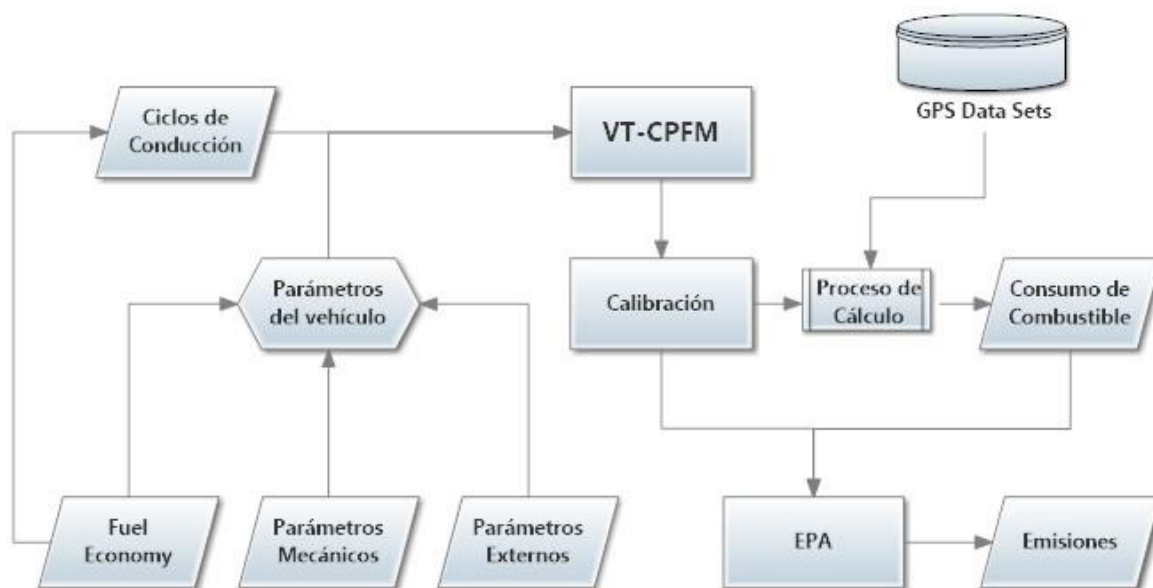 GPS Data Sets
Ciclos de
Conducción
VT-CPFM
Parámetros
del vehículo
Calibración
Proceso de
Cálculo
Consumo de
Combustible
Fuel
Economy
Parámetros
Mecánicos
Parámetros
Externos
EPA
Emisiones